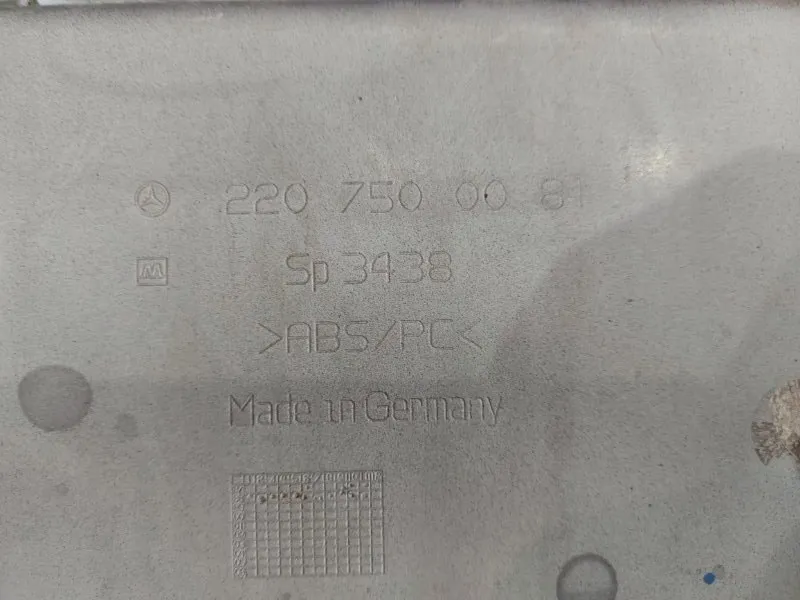 220 750 00 81
Sp 3438
>ABS/PC<
Made in Germany